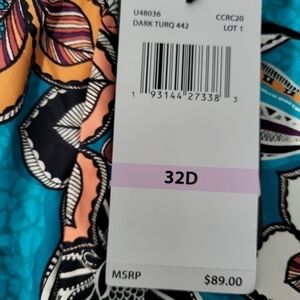 U48036 CCRC20
DARK TURQ 442 LOT 1
1 93144 27338 3
32D
MSRP $89.00